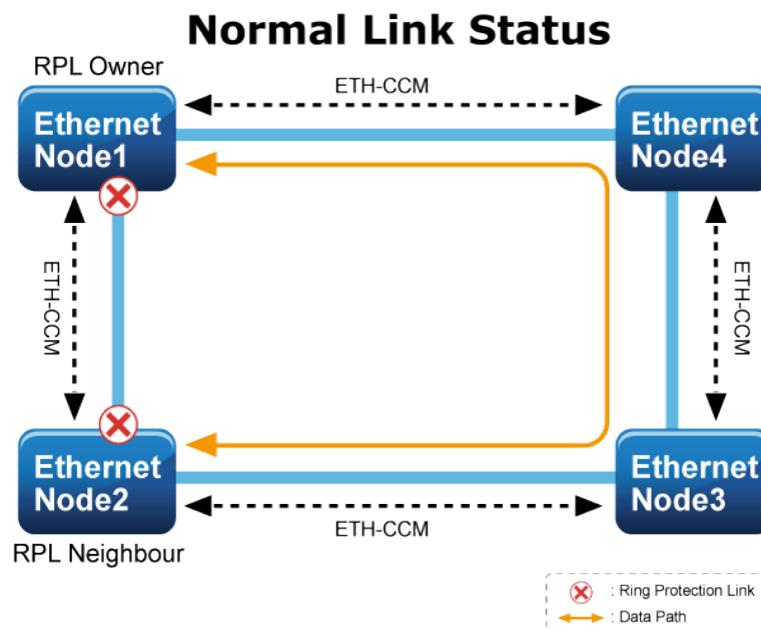 Normal Link Status
RPL Owner
ETH-CCM
Ethernet
Node1
Ethernet
Node4
ETH-CCM
ETH-CCM
Ethernet
Node2
Ethernet
Node3
ETH-CCM
RPL Neighbour
: Ring Protection Link
: Data Path